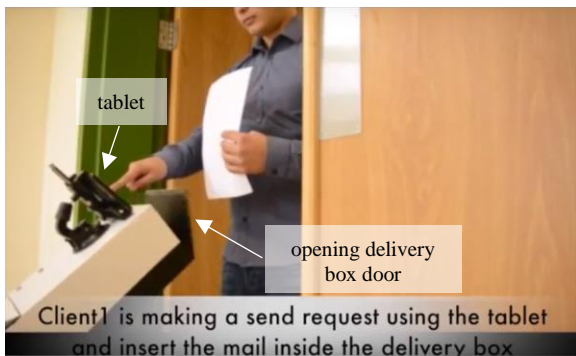 tablet
opening delivery
box door
Client1 is making a send request using the tablet
and insert the mail inside the delivery box